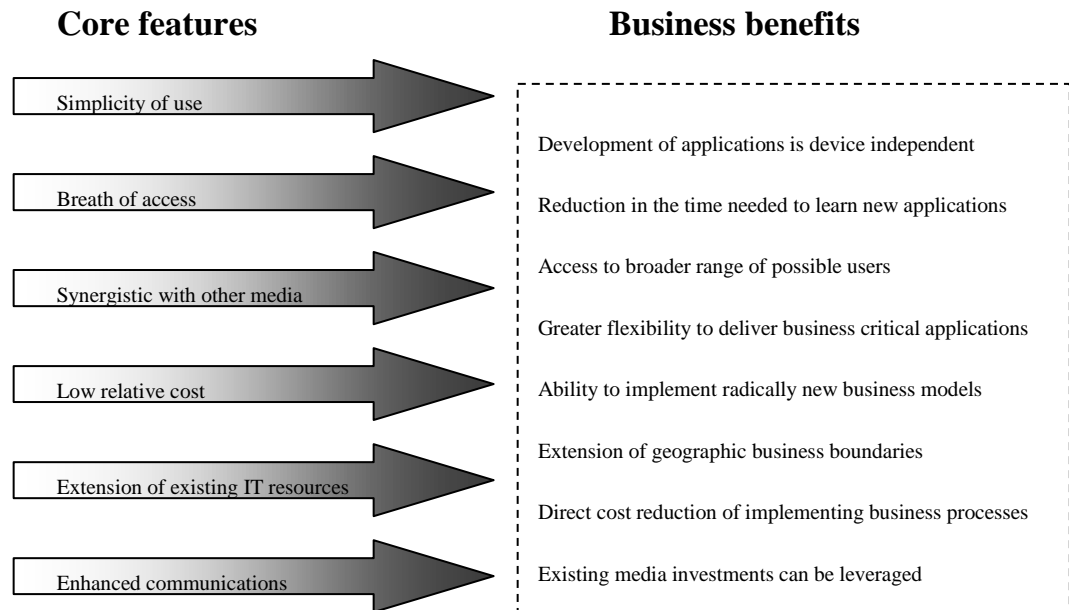 Core features
Business benefits
Simplicity of use
Breath of access
Synergistic with other media
Low relative cost
Extension of existing IT resources
Enhanced communications
Development of applications is device independent
Reduction in the time needed to learn new applications
Access to broader range of possible users
Greater flexibility to deliver business critical applications
Ability to implement radically new business models
Extension of geographic business boundaries
Direct cost reduction of implementing business processes
Existing media investments can be leveraged